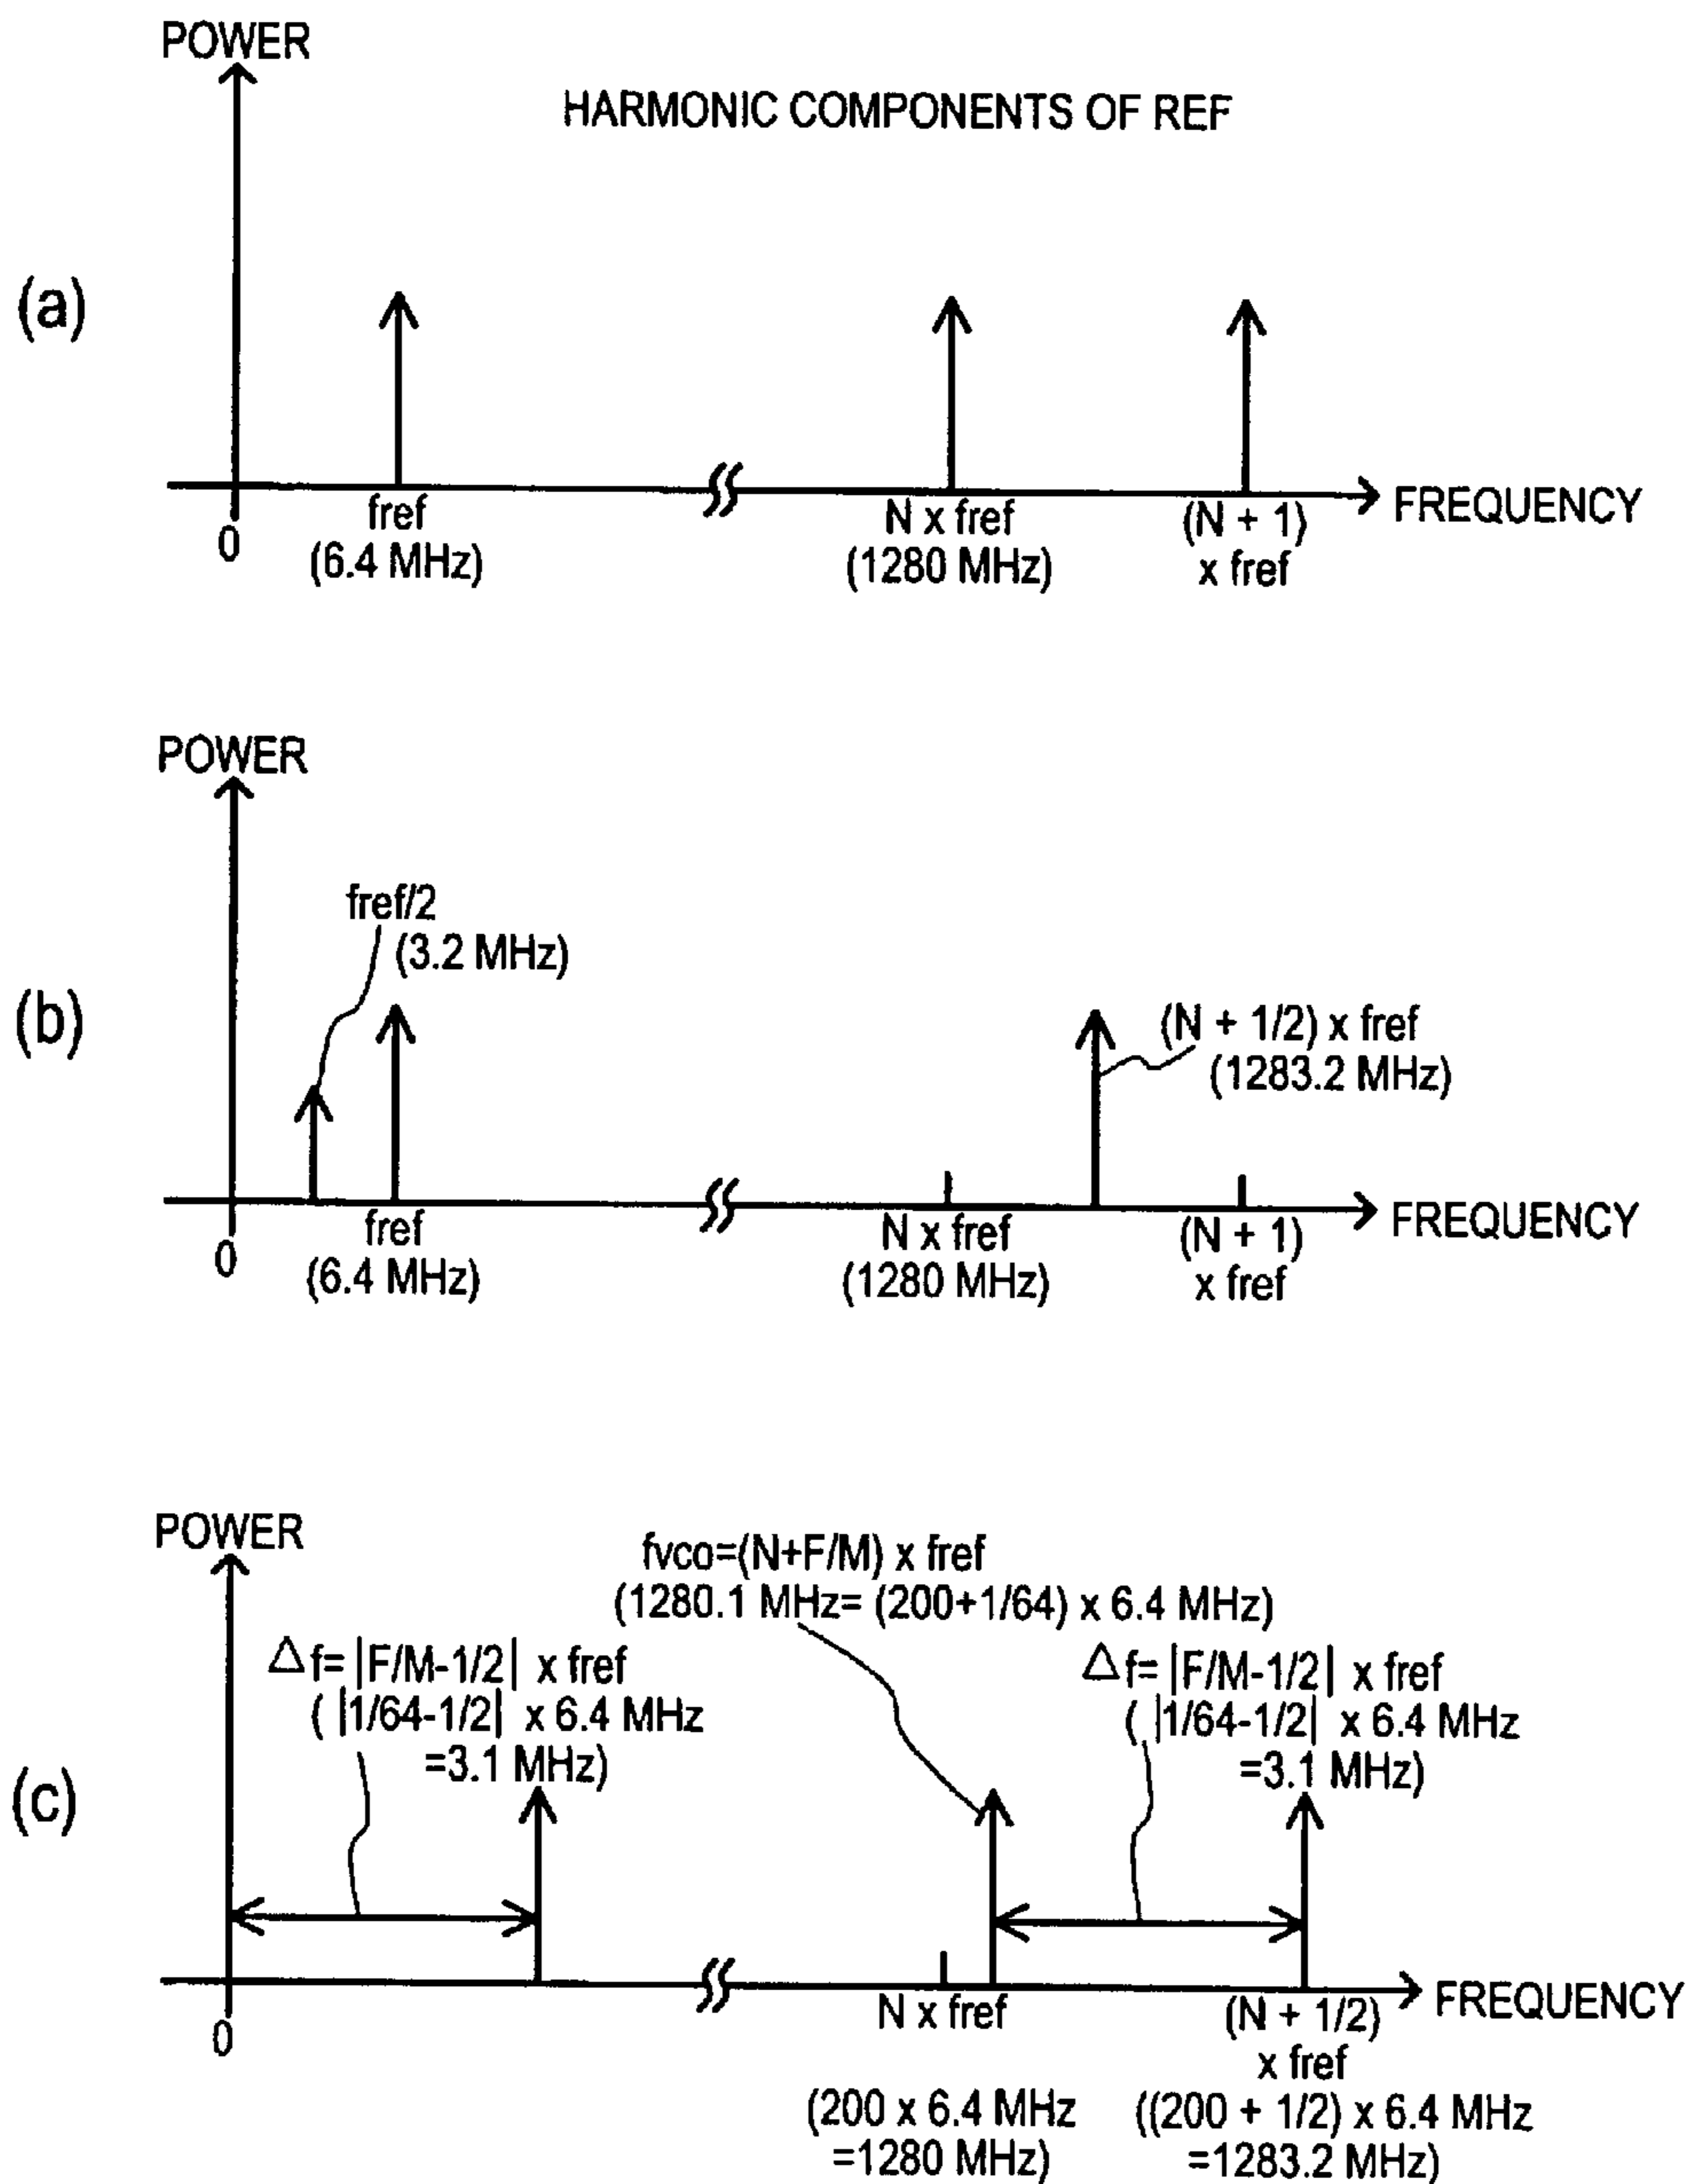 POWER
HARMONIC COMPONENTS OF REF
(a)
0
fref
(6.4 MHz)
N x fref
(1280 MHz)
(N + 1)
x fref
FREQUENCY
POWER
fref/2
(3.2 MHz)
(b)
(N + 1/2) x fref
(1283.2 MHz)
0
fref
(6.4 MHz)
N x fref
(1280 MHz)
(N + 1)
x fref
FREQUENCY
POWER
fvco=(N+F/M) x fref
(1280.1 MHz= (200+1/64) x 6.4 MHz)
△f= |F/M-1/2| x fref
( |1/64-1/2| x 6.4 MHz
=3.1 MHz)
△f= |F/M-1/2| x fref
( |1/64-1/2| x 6.4 MHz
=3.1 MHz)
(c)
0
N x fref
(200 x 6.4 MHz
=1280 MHz)
(N + 1/2)
x fref
((200 + 1/2) x 6.4 MHz
=1283.2 MHz)
FREQUENCY